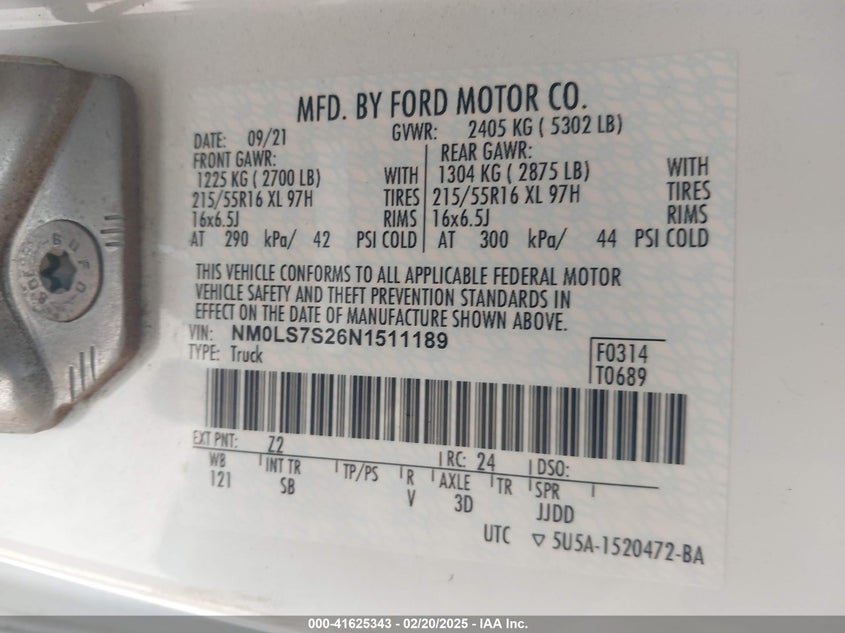 MFD. BY FORD MOTOR CO.
DATE: 09/21 GVWR: 2405 KG ( 5302 LB)
FRONT GAWR: REAR GAWR:
1225 KG ( 2700 LB) WITH 1304 KG ( 2875 LB) WITH
215/55R16 XL 97H TIRES 215/55R16 XL 97H TIRES
16x6.5J RIMS 16x6.5J RIMS
AT 290 kPa/ 42 PSI COLD AT 300 kPa/ 44 PSI COLD
THIS VEHICLE CONFORMS TO ALL APPLICABLE FEDERAL MOTOR
VEHICLE SAFETY AND THEFT PREVENTION STANDARDS IN
EFFECT ON THE DATE OF MANUFACTURE SHOWN ABOVE.
VIN: NM0LS7S26N1511189
TYPE: Truck
F0314
T0689
EXT PNT: Z2 RC: 24 DSO:
WB INT TR TP/PS R AXLE TR SPR
121 SB V 3D JJDD
UTC ▽ 5U5A-1520472-BA
000-41625343 - 02/20/2025 - IAA Inc.